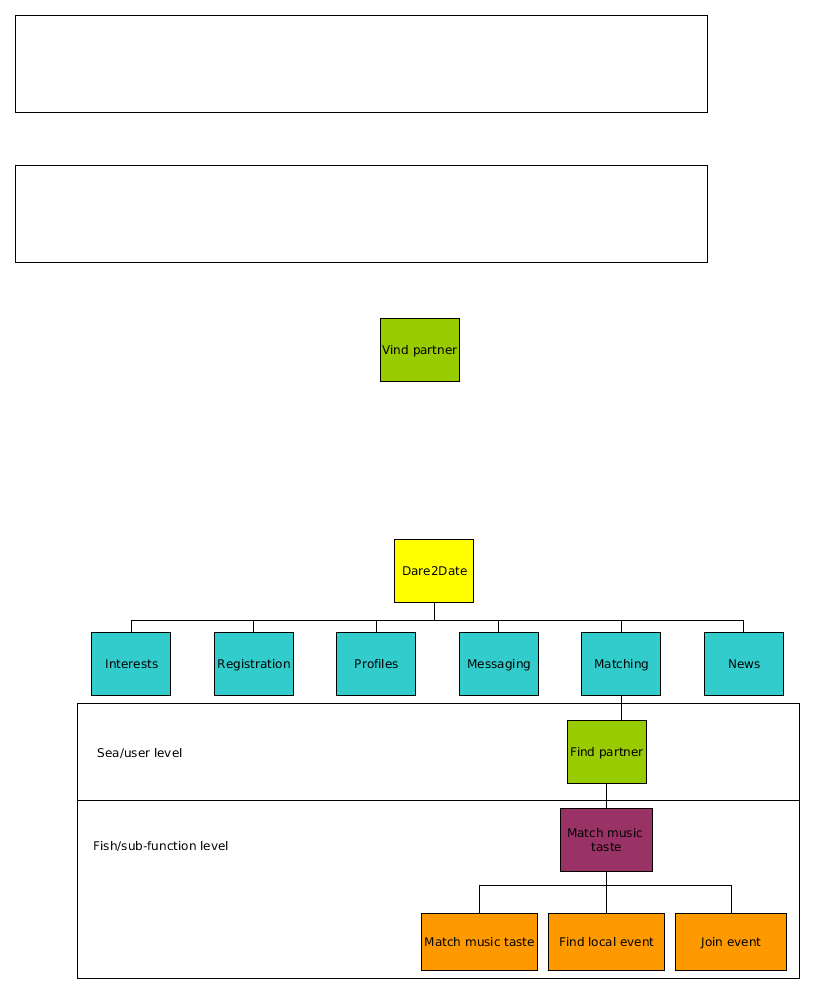 Vind partner
Dare2Date
Interests
Registration
Profiles
Messaging
Matching
News
Sea/user level
Find partner
Fish/sub-function level
Match music
taste
Match music taste
Find local event
Join event